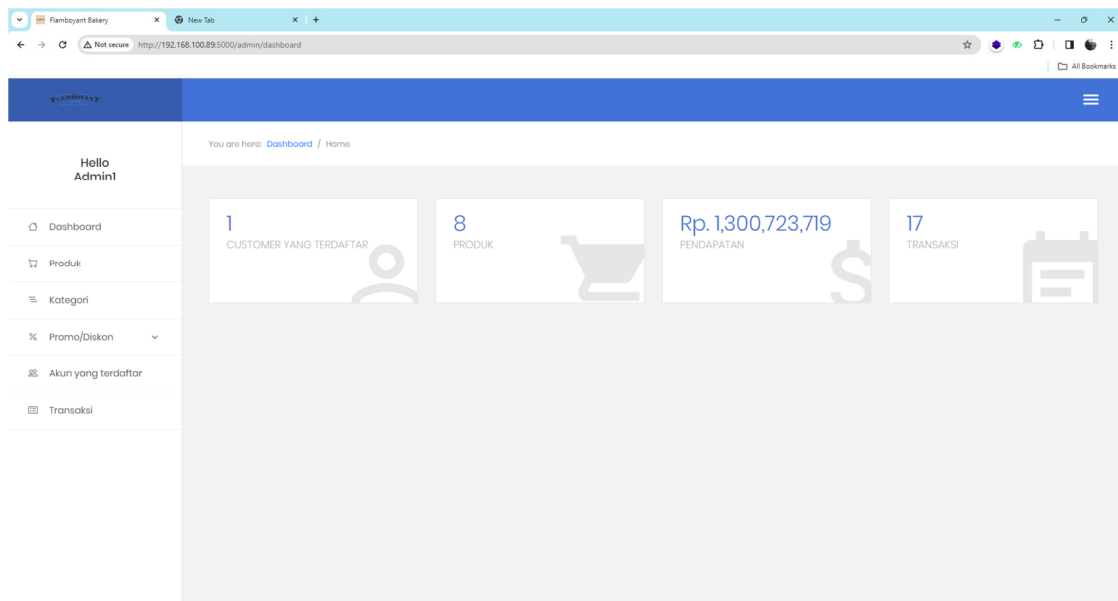 Flamboyant Bakery
New Tab
Not secure http://192.168.100.89:5000/admin/dashboard
All Bookmarks
FLAMBOYANT
You are here: Dashboard / Home
Hello
Admin1
Dashboard
Produk
Kategori
Promo/Diskon
Akun yang terdaftar
Transaksi
1
CUSTOMER YANG TERDAFTAR
8
PRODUK
Rp. 1,300,723,719
PENDAPATAN
17
TRANSAKSI